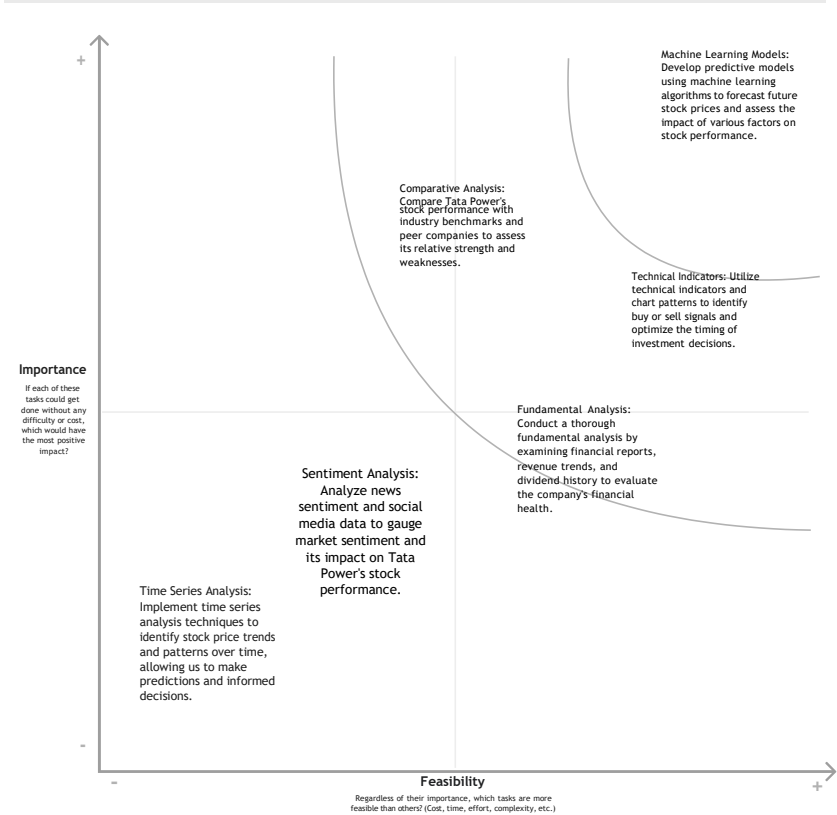 +
Machine Learning Models:
Develop predictive models
using machine learning
algorithms to forecast future
stock prices and assess the
impact of various factors on
stock performance.
Comparative Analysis:
Compare Tata Power's
stock performance with
industry benchmarks and
peer companies to assess
its relative strength and
weaknesses.
Technical Indicators: Utilize
technical indicators and
chart patterns to identify
buy or sell signals and
optimize the timing of
investment decisions.
Importance
If each of these
tasks could get
done without any
difficulty or cost,
which would have
the most positive
impact?
Fundamental Analysis:
Conduct a thorough
fundamental analysis by
examining financial reports,
revenue trends, and
dividend history to evaluate
the company's financial
health.
Sentiment Analysis:
Analyze news
sentiment and social
media data to gauge
market sentiment and
its impact on Tata
Power's stock
performance.
Time Series Analysis:
Implement time series
analysis techniques to
identify stock price trends
and patterns over time,
allowing us to make
predictions and informed
decisions.
-
-
Feasibility
+
Regardless of their importance, which tasks are more
feasible than others? (Cost, time, effort, complexity, etc.)